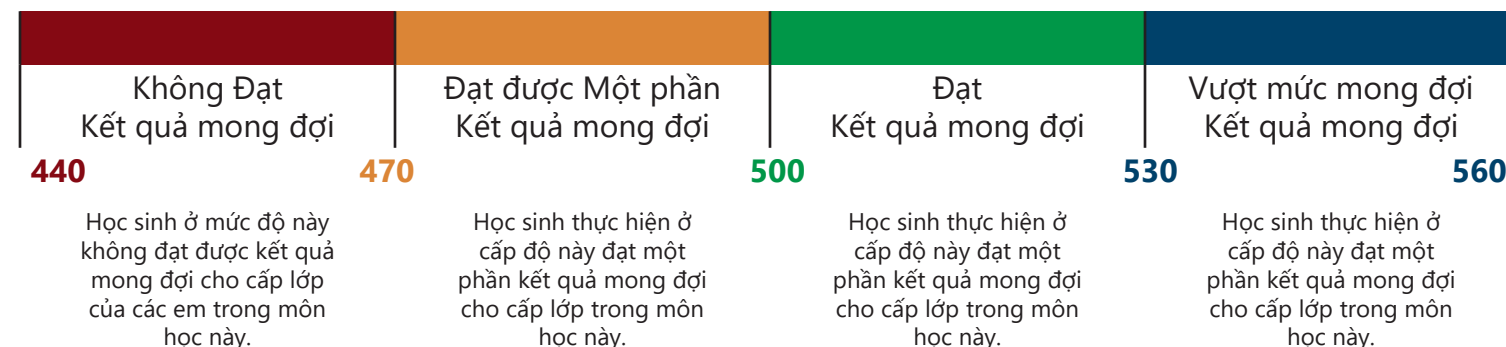 Không Đạt
Kết quả mong đợi
Đạt được Một phần
Kết quả mong đợi
Đạt
Kết quả mong đợi
Vượt mức mong đợi
Kết quả mong đợi
440
470
500
530
560
Học sinh ở mức độ này
không đạt được kết quả
mong đợi cho cấp lớp
của các em trong môn
học này.
Học sinh thực hiện ở
cấp độ này đạt một
phần kết quả mong đợi
cho cấp lớp trong môn
học này.
Học sinh thực hiện ở
cấp độ này đạt một
phần kết quả mong đợi
cho cấp lớp trong môn
học này.
Học sinh thực hiện ở
cấp độ này đạt một
phần kết quả mong đợi
cho cấp lớp trong môn
học này.